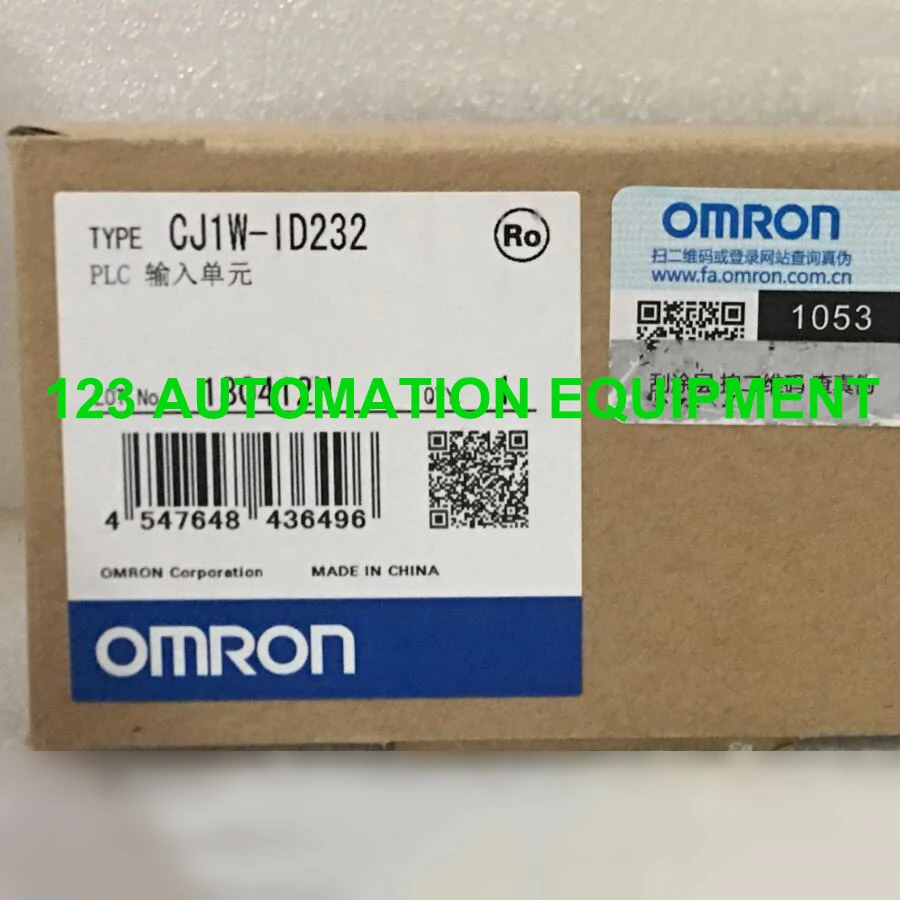 TYPE CJ1W-ID232
Ro
PLC 输入单元
OMRON
扫二维码或登录网站查询真伪
www.fa.omron.com.cn
1053
123 AUTOMATION EQUIPMENT
4 547648 436496
OMRON Corporation MADE IN CHINA
OMRON